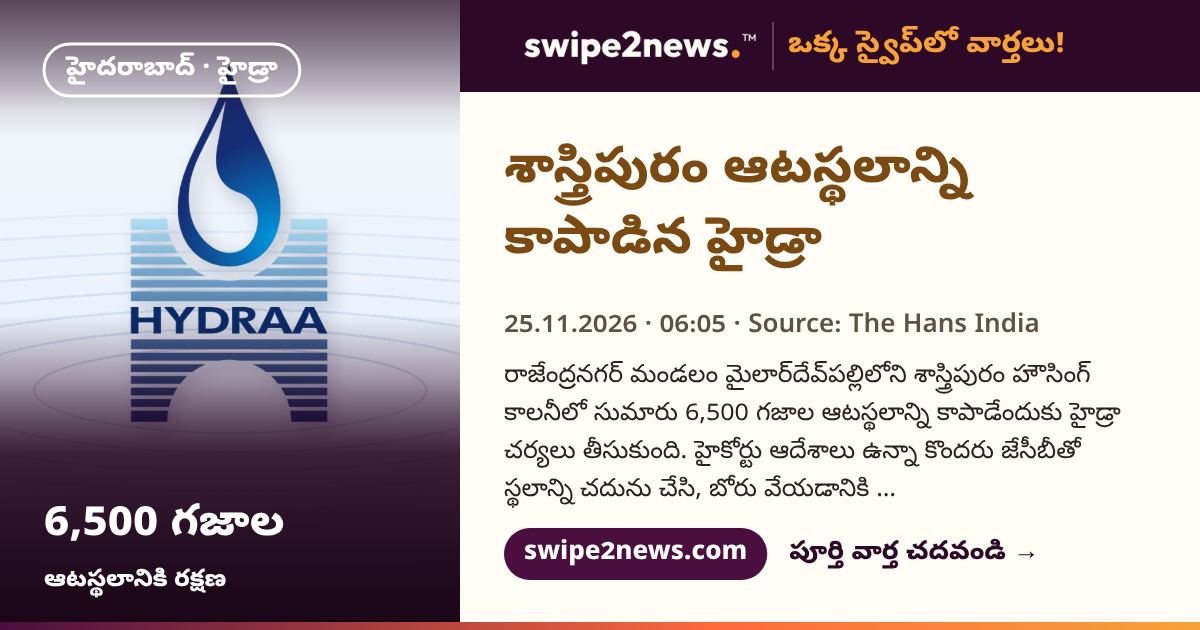 హైదరాబాద్ · హైడ్రా
HYDRAA
6,500 గజాల
ఆటస్థలానికి రక్షణ
swipe2news.™
ఒక్క స్వైప్‌లో వార్తలు!
శాస్త్రిపురం ఆటస్థలాన్ని
కాపాడిన హైడ్రా
25.11.2026 · 06:05 · Source: The Hans India
రాజేంద్రనగర్ మండలం మైలార్‌దేవ్‌పల్లిలోని శాస్త్రిపురం హౌసింగ్
కాలనీలో సుమారు 6,500 గజాల ఆటస్థలాన్ని కాపాడేందుకు హైడ్రా
చర్యలు తీసుకుంది. హైకోర్టు ఆదేశాలు ఉన్నా కొందరు జేసీబీతో
స్థలాన్ని చదును చేసి, బోరు వేయడానికి ...
swipe2news.com
పూర్తి వార్త చదవండి →